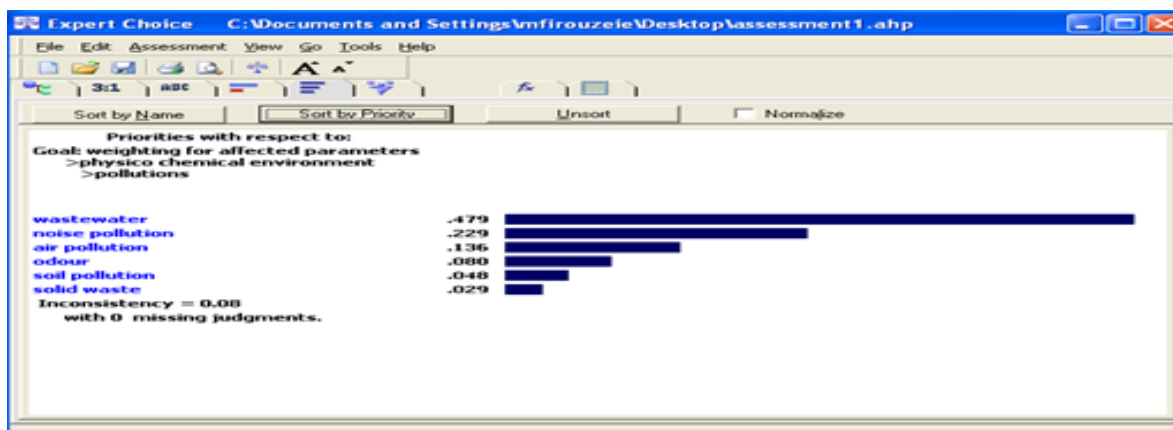 Expert Choice C:\Documents and Settings\mfirouzeie\Desktop\assessment1.ahp
File Edit Assessment View Go Tools Help
A A
3:1 ABC
Sort by Name Sort by Priority Unsort Normalize
Priorities with respect to:
Goal: weighting for affected parameters
>physico chemical environment
>pollutions
wastewater .479
noise pollution .229
air pollution .136
odour .080
soil pollution .048
solid waste .029
Inconsistency = 0.08
with 0 missing judgments.